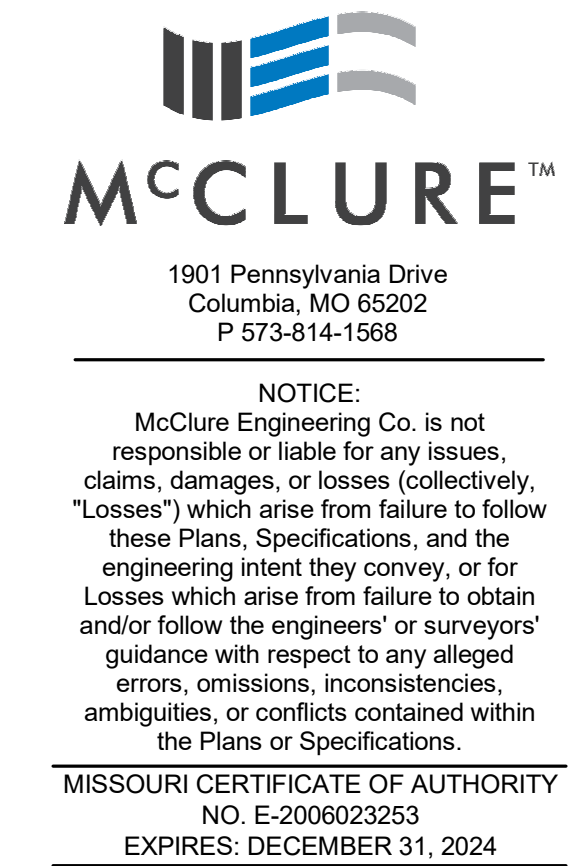 McCLURE™
1901 Pennsylvania Drive
Columbia, MO 65202
P 573-814-1568
NOTICE:
McClure Engineering Co. is not
responsible or liable for any issues,
claims, damages, or losses (collectively,
"Losses") which arise from failure to follow
these Plans, Specifications, and the
engineering intent they convey, or for
Losses which arise from failure to obtain
and/or follow the engineers' or surveyors'
guidance with respect to any alleged
errors, omissions, inconsistencies,
ambiguities, or conflicts contained within
the Plans or Specifications.
MISSOURI CERTIFICATE OF AUTHORITY
NO. E-2006023253
EXPIRES: DECEMBER 31, 2024